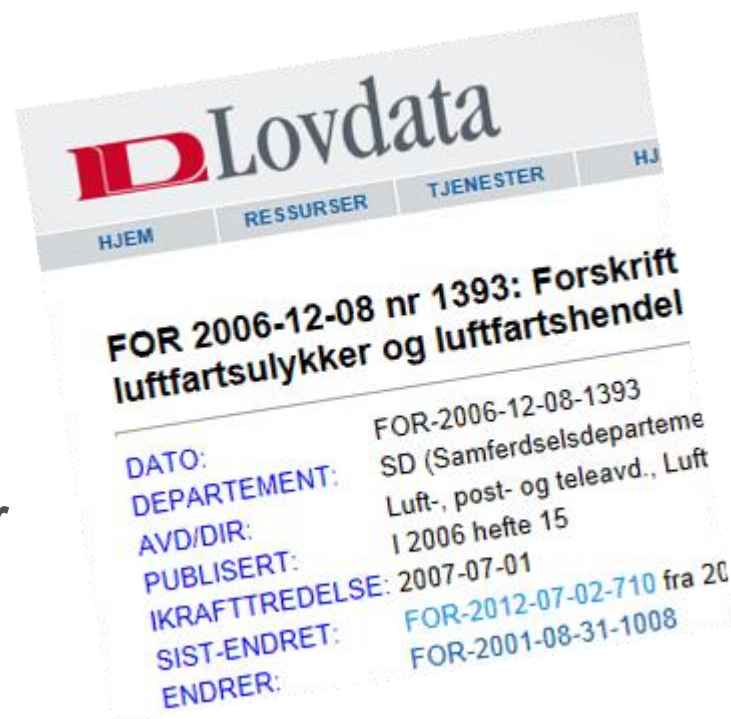 Lovdata
HJEM RESSURSER TJENESTER HJ
FOR 2006-12-08 nr 1393: Forskrift
luftfartsulykker og luftfartshendel
DATO: FOR-2006-12-08-1393
DEPARTEMENT: SD (Samferdselsdeparteme
AVD/DIR: Luft-, post- og teleavd., Luft
PUBLISERT: I 2006 hefte 15
IKRAFTTREDELSE: 2007-07-01
SIST-ENDRET: FOR-2012-07-02-710 fra 20
ENDRER: FOR-2001-08-31-1008
r